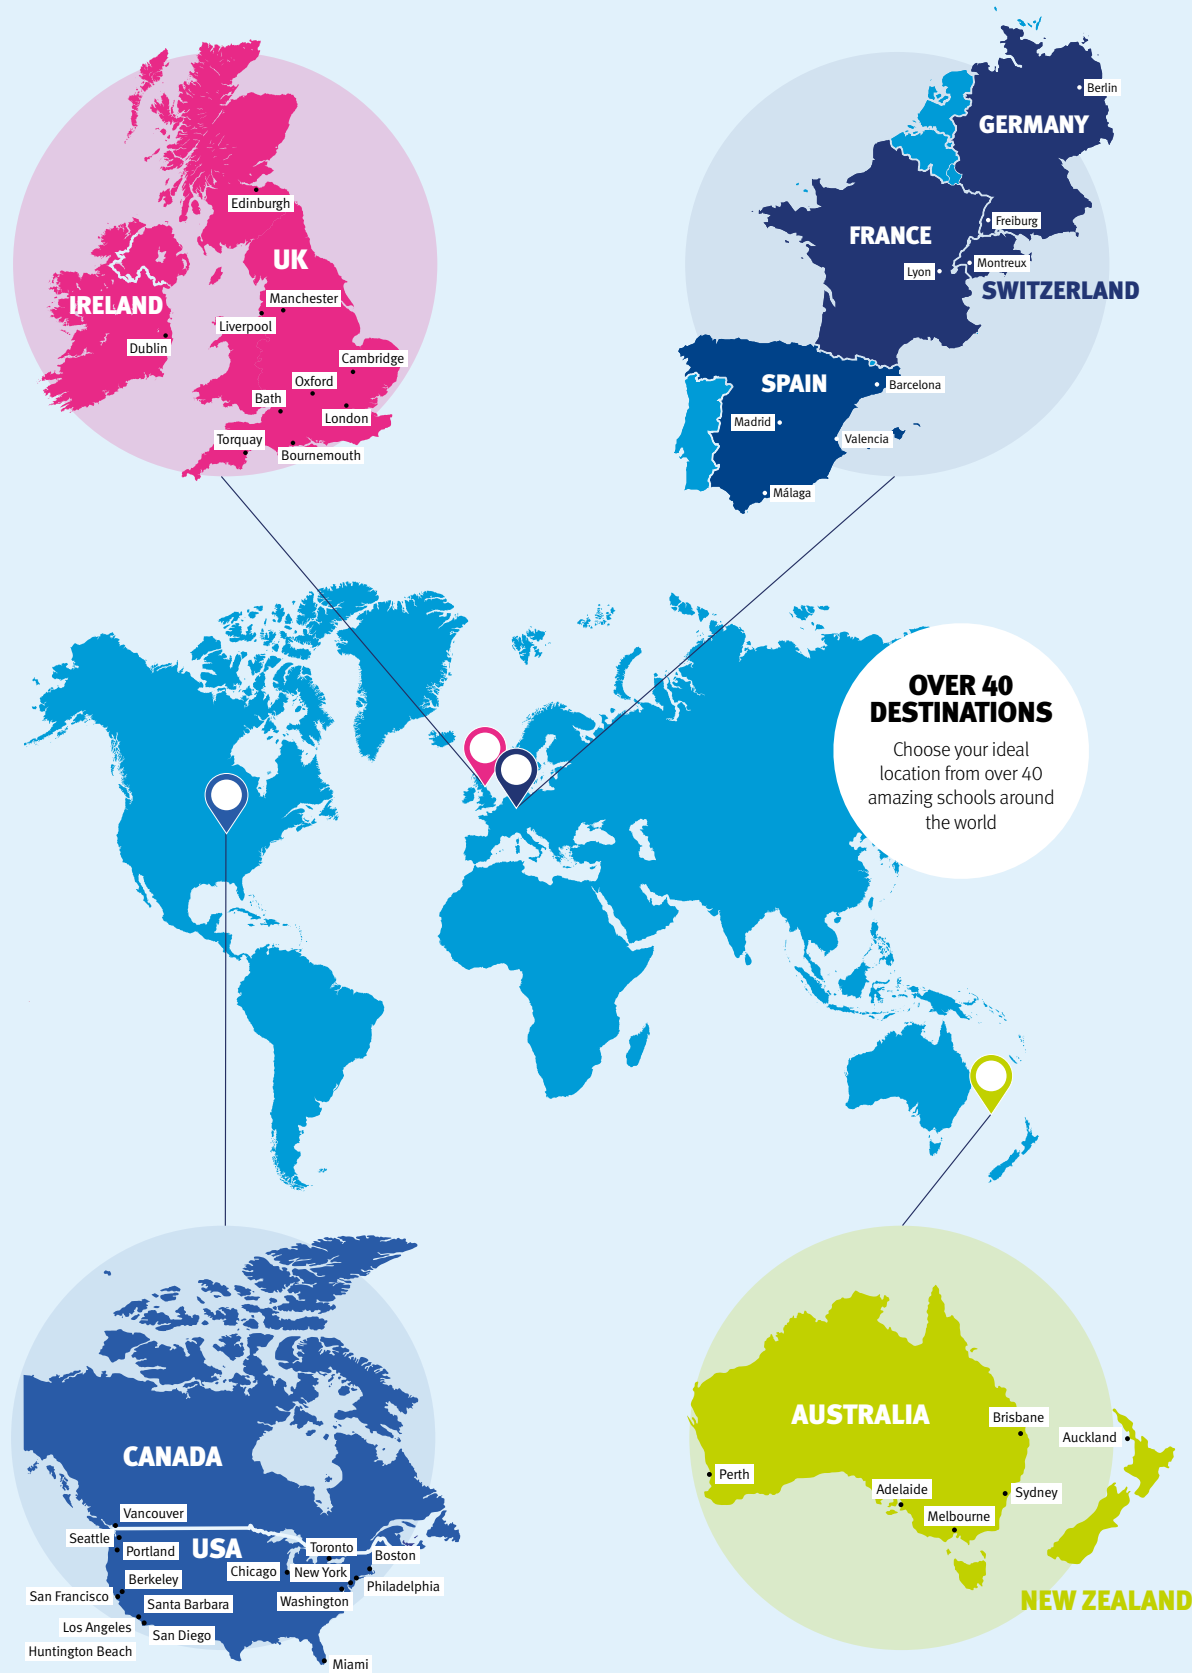 Edinburgh
UK
IRELAND
Manchester
Liverpool
Dublin
Cambridge
Oxford
Bath
London
Torquay
Bournemouth
Berlin
GERMANY
Freiburg
FRANCE
Montreux
Lyon
SWITZERLAND
SPAIN
Barcelona
Madrid
Valencia
Málaga
OVER 40
DESTINATIONS
Choose your ideal
location from over 40
amazing schools around
the world
CANADA
Vancouver
Seattle
USA
Portland
Toronto
Boston
Chicago
New York
Berkeley
Philadelphia
San Francisco
Washington
Santa Barbara
Los Angeles
San Diego
Huntington Beach
Miami
AUSTRALIA
Brisbane
Auckland
Perth
Adelaide
Sydney
Melbourne
NEW ZEALAND